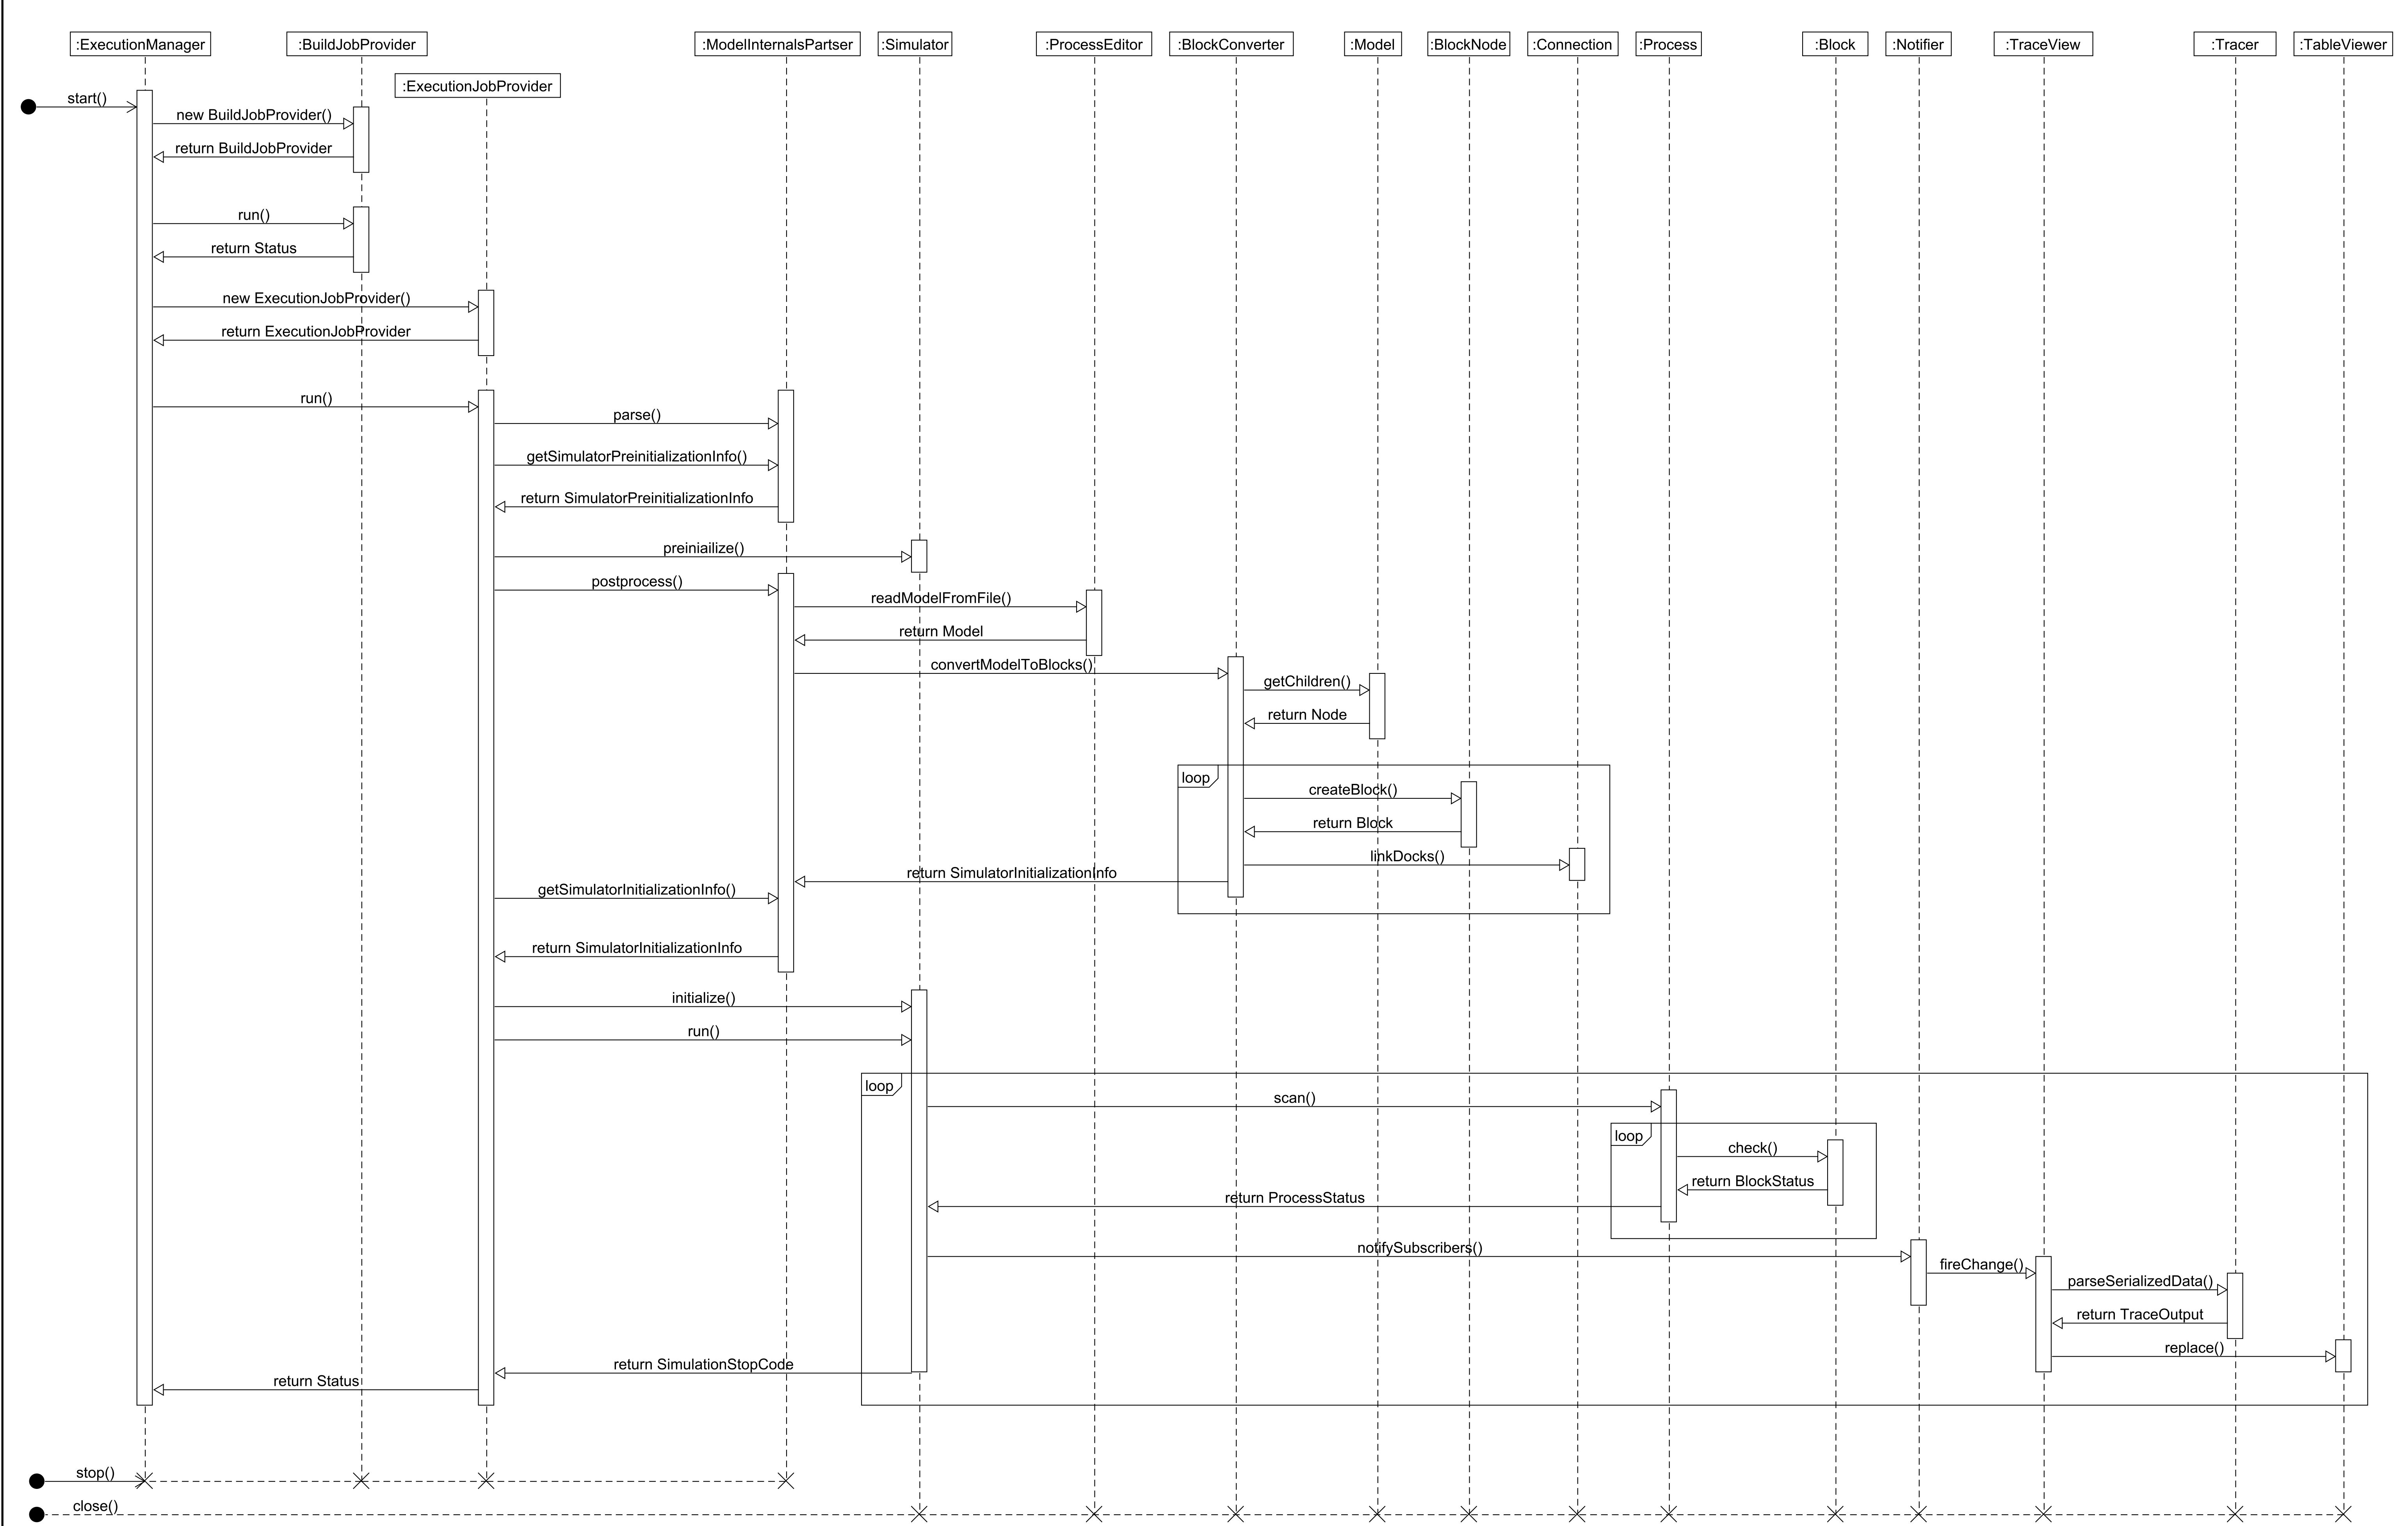 :ExecutionManager
:BuildJobProvider
:ModelInternalsPartser
:Simulator
:ProcessEditor
:BlockConverter
:Model
:BlockNode
:Connection
:Process
:Block
:Notifier
:TraceView
:Tracer
:TableViewer
:ExecutionJobProvider
start()
new BuildJobProvider()
return BuildJobProvider
run()
return Status
new ExecutionJobProvider()
return ExecutionJobProvider
run()
parse()
getSimulatorPreinitializationInfo()
return SimulatorPreinitializationInfo
preiniailize()
postprocess()
readModelFromFile()
return Model
convertModelToBlocks()
getChildren()
return Node
loop
createBlock()
return Block
linkDocks()
return SimulatorInitializationInfo
getSimulatorInitializationInfo()
return SimulatorInitializationInfo
initialize()
run()
loop
scan()
loop
check()
return BlockStatus
return ProcessStatus
notifySubscribers()
fireChange()
parseSerializedData()
return TraceOutput
replace()
return SimulationStopCode
return Status
stop()
close()